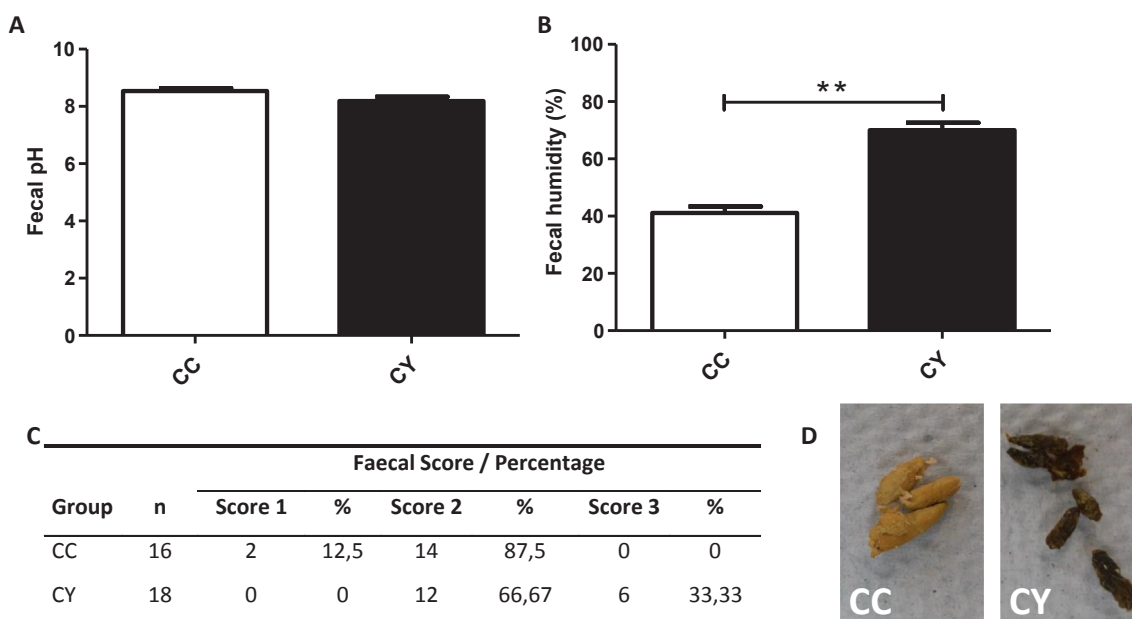 A
Fecal pH
10
8
6
4
2
0
CC
CY
B
Fecal humidity (%)
100
80
60
40
20
0
**
CC
CY
C
Faecal Score / Percentage
Group n Score 1 % Score 2 % Score 3 %
CC 16 2 12,5 14 87,5 0 0
CY 18 0 0 12 66,67 6 33,33
D
CC
CY